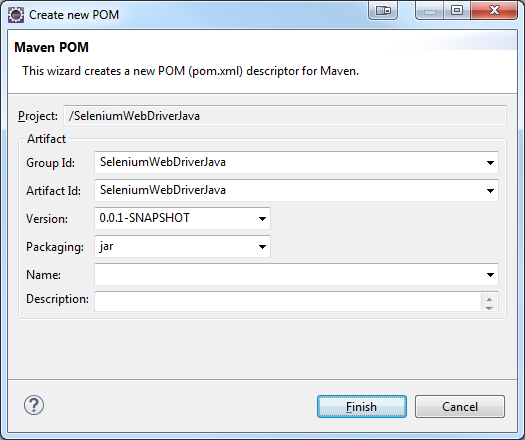 Create new POM
Maven POM
This wizard creates a new POM (pom.xml) descriptor for Maven.
Project: /SeleniumWebDriverJava
Artifact
Group Id: SeleniumWebDriverJava
Artifact Id: SeleniumWebDriverJava
Version: 0.0.1-SNAPSHOT
Packaging: jar
Name:
Description:
? Finish Cancel